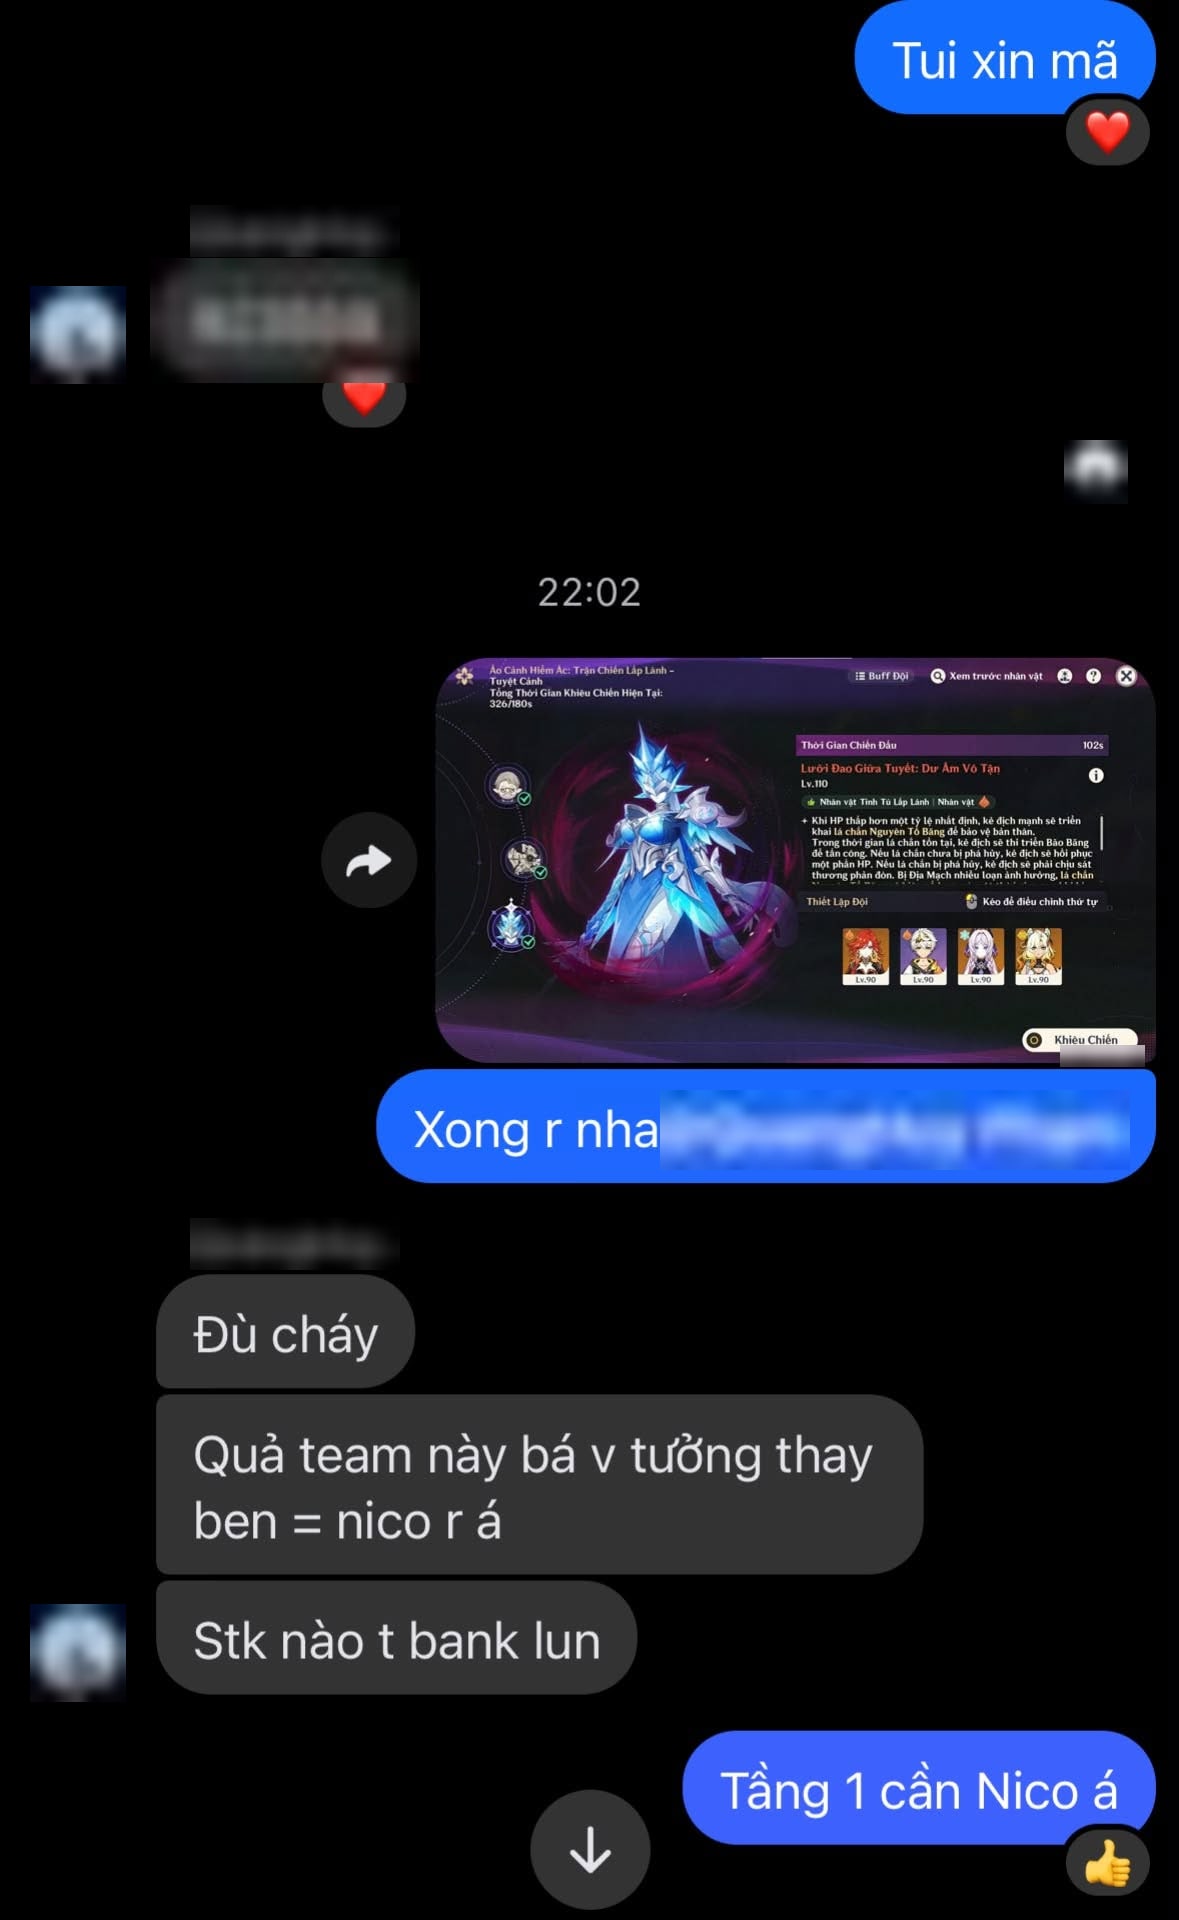 Tui xin mã
22:02
Ảo Cảnh Hiểm Ác: Trận Chiến Lấp Lánh –
Tuyệt Cảnh
Tổng Thời Gian Khiêu Chiến Hiện Tại:
326/180s
Buff Đội
Xem trước nhân vật
Thời Gian Chiến Đấu 102s
Lưỡi Đao Giữa Tuyết: Dư Âm Vô Tận
Lv.110
Nhân vật Tinh Tú Lấp Lánh | Nhân vật
Khi HP thấp hơn một tỷ lệ nhất định, kẻ địch mạnh sẽ triển
khai lá chắn Nguyên Tố Băng để bảo vệ bản thân.
Trong thời gian lá chắn tồn tại, kẻ địch sẽ thi triển Bão Băng
để tấn công. Nếu lá chắn chưa bị phá hủy, kẻ địch sẽ hồi phục
một phần HP. Nếu lá chắn bị phá hủy, kẻ địch sẽ phải chịu sát
thương phản đòn. Bị Địa Mạch nhiễu loạn ảnh hưởng, lá chắn
Thiết Lập Đội
Kéo để điều chỉnh thứ tự
Lv.90 Lv.90 Lv.90 Lv.90
Khiêu Chiến
Xong r nha
Đù cháy
Quả team này bá v tưởng thay
ben = nico r á
Stk nào t bank lun
Tầng 1 cần Nico á